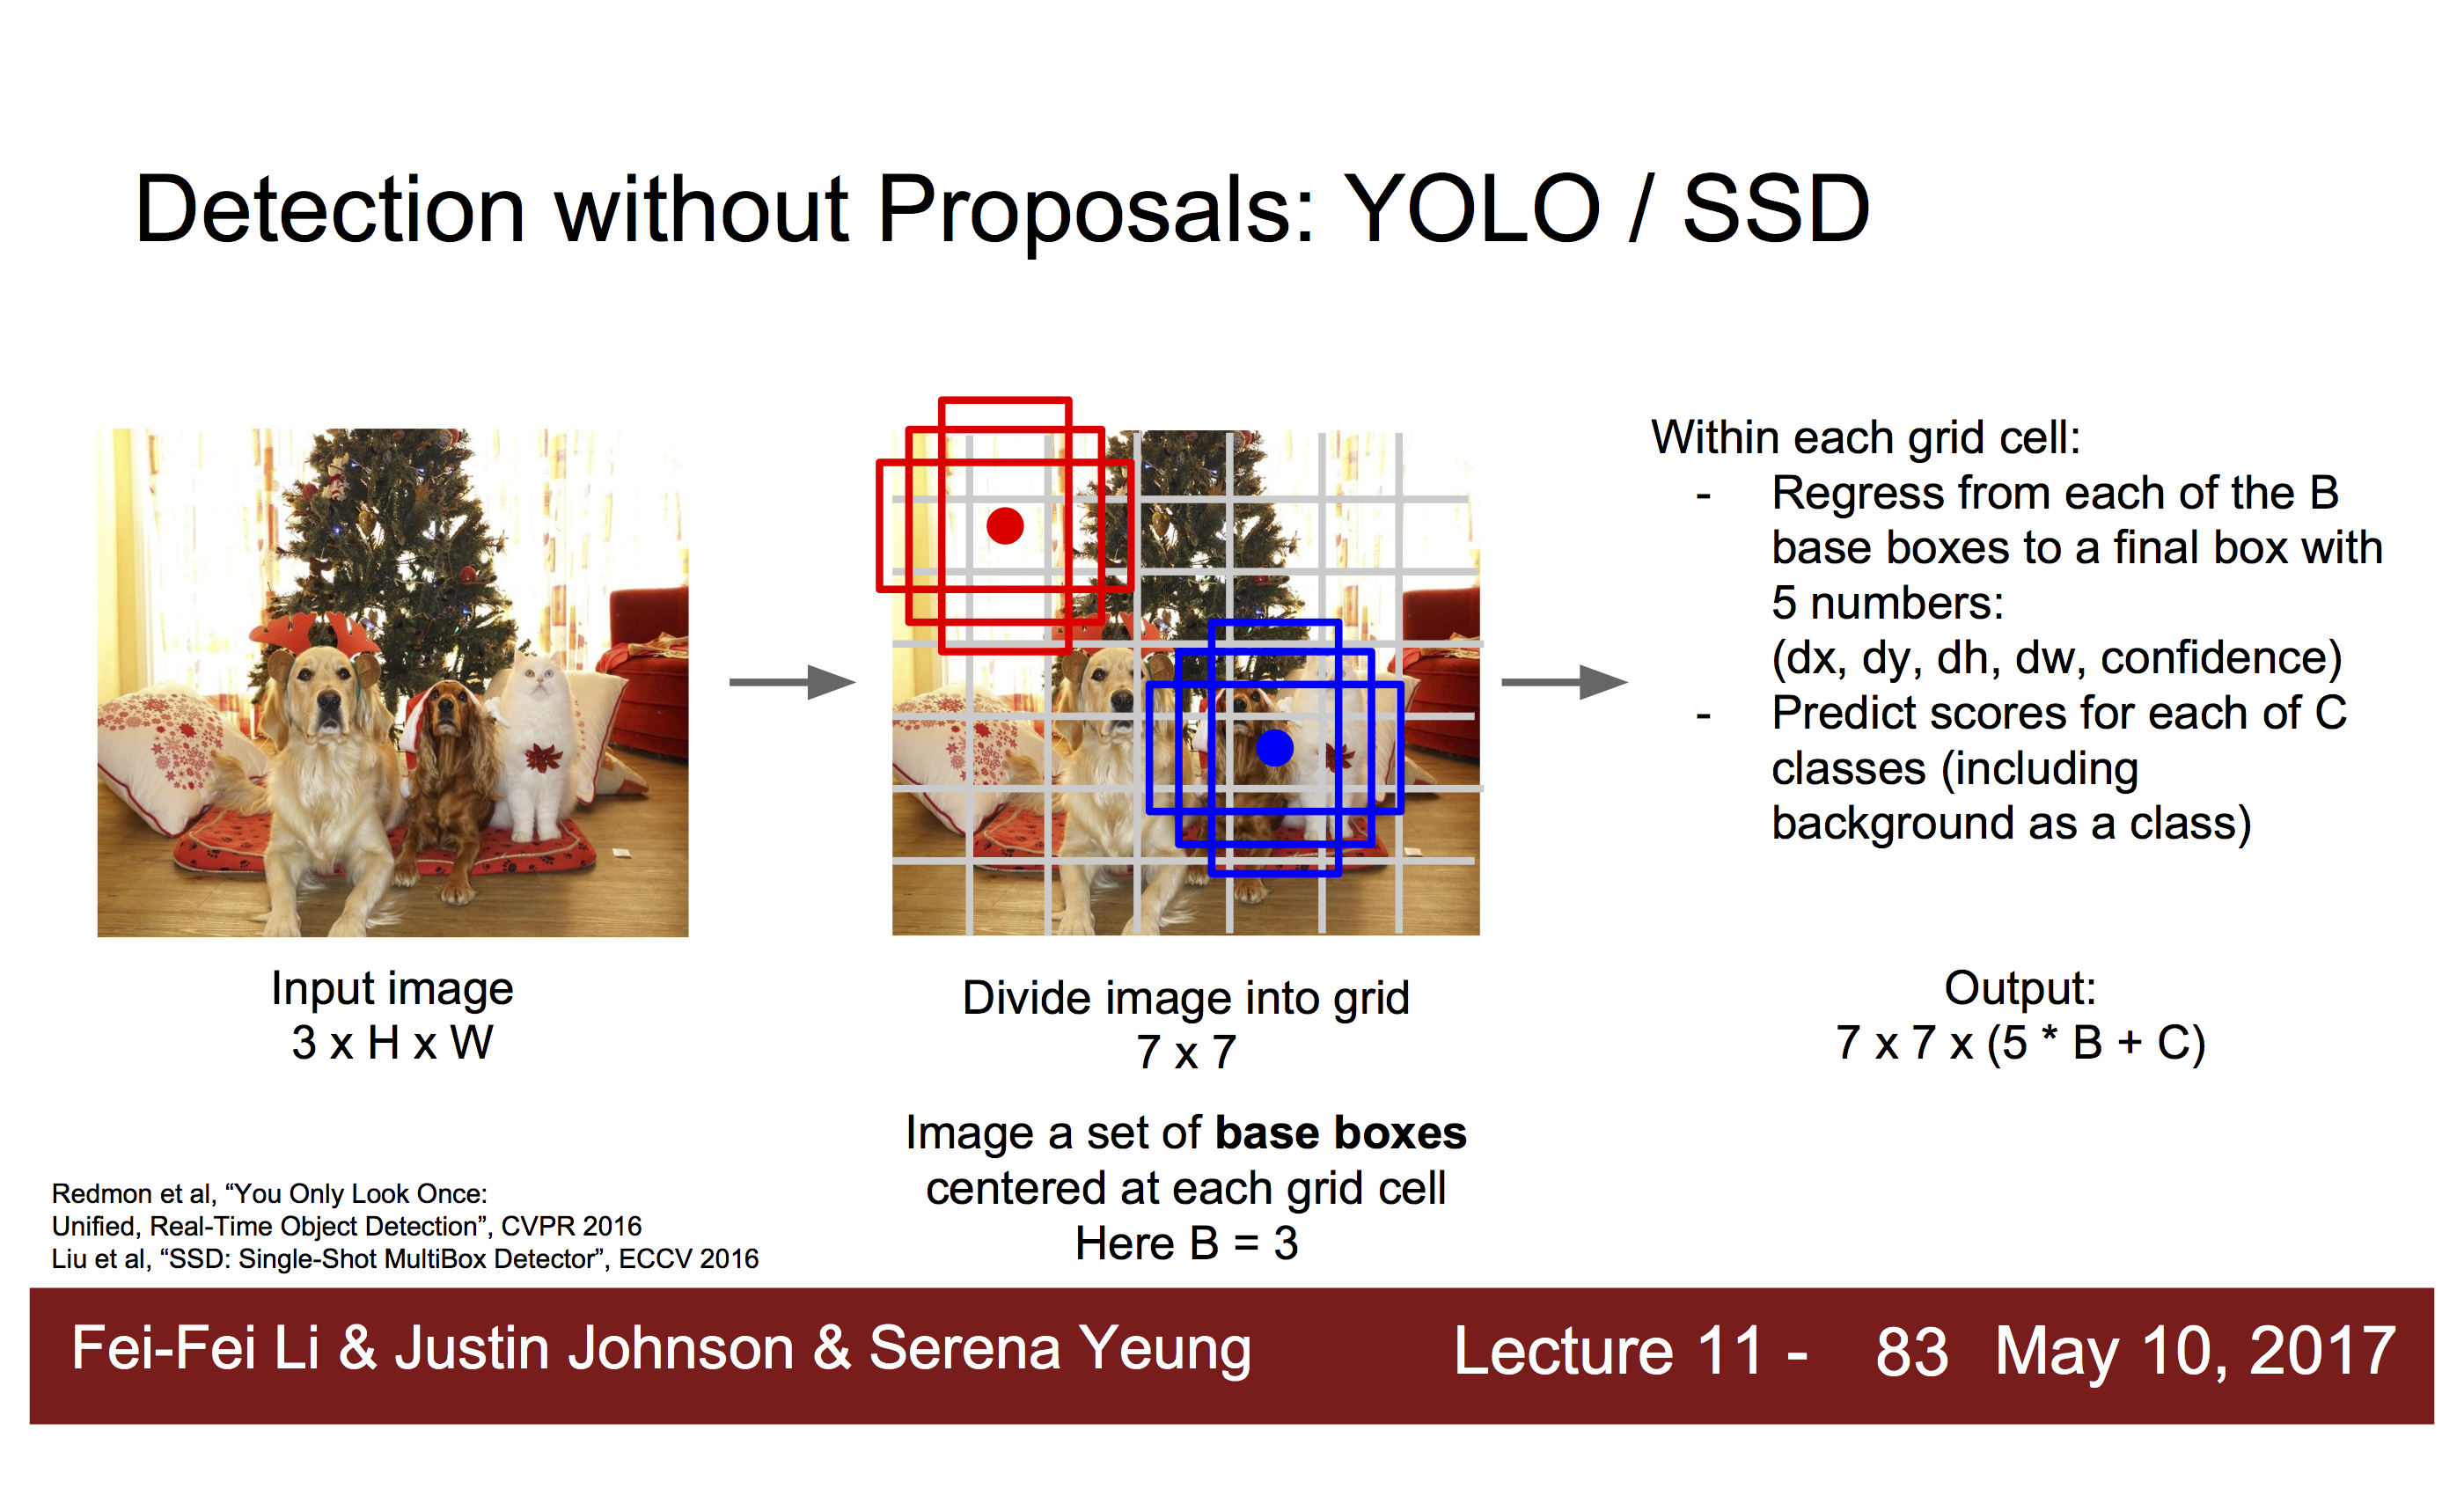 Detection without Proposals: YOLO / SSD
Input image
3 x H x W
Divide image into grid
7 x 7
Image a set of base boxes
centered at each grid cell
Here B = 3
Within each grid cell:
- Regress from each of the B
base boxes to a final box with
5 numbers:
(dx, dy, dh, dw, confidence)
- Predict scores for each of C
classes (including
background as a class)
Output:
7 x 7 x (5 * B + C)
Redmon et al, “You Only Look Once:
Unified, Real-Time Object Detection”, CVPR 2016
Liu et al, “SSD: Single-Shot MultiBox Detector”, ECCV 2016
Fei-Fei Li & Justin Johnson & Serena Yeung Lecture 11 - 83 May 10, 2017